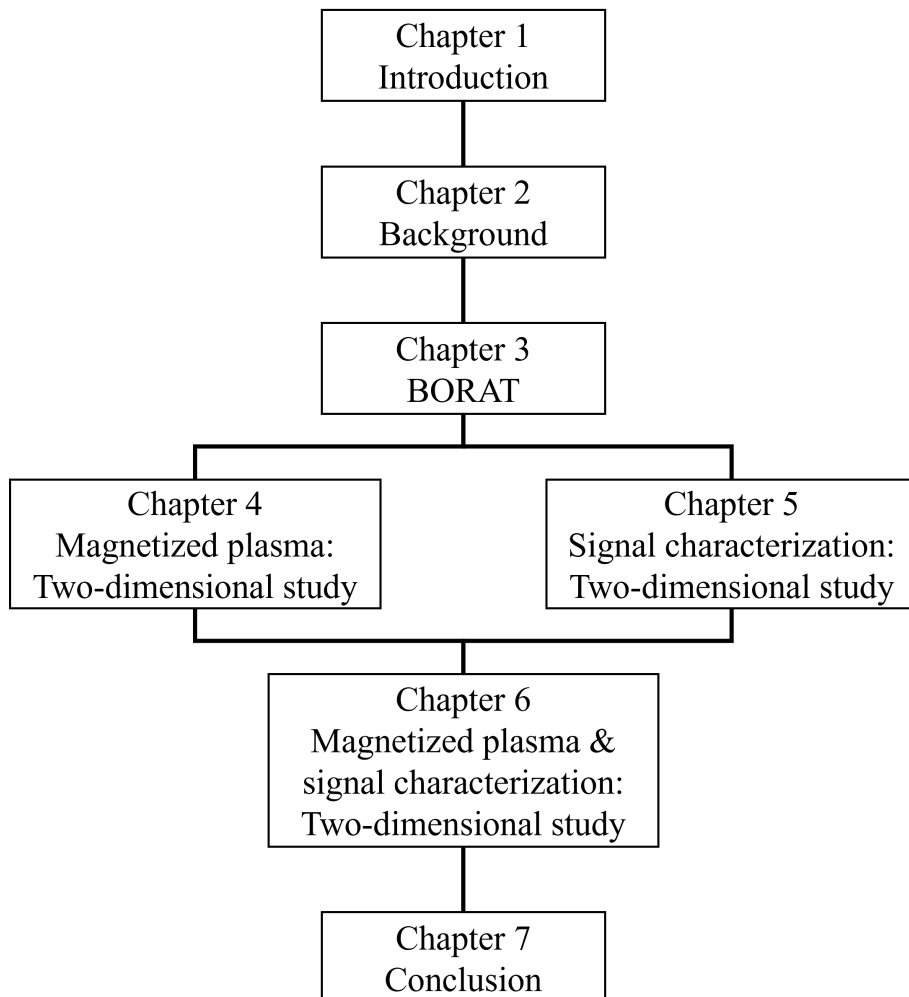 Chapter 1
Introduction
Chapter 2
Background
Chapter 3
BORAT
Chapter 4
Magnetized plasma:
Two-dimensional study
Chapter 5
Signal characterization:
Two-dimensional study
Chapter 6
Magnetized plasma &
signal characterization:
Two-dimensional study
Chapter 7
Conclusion